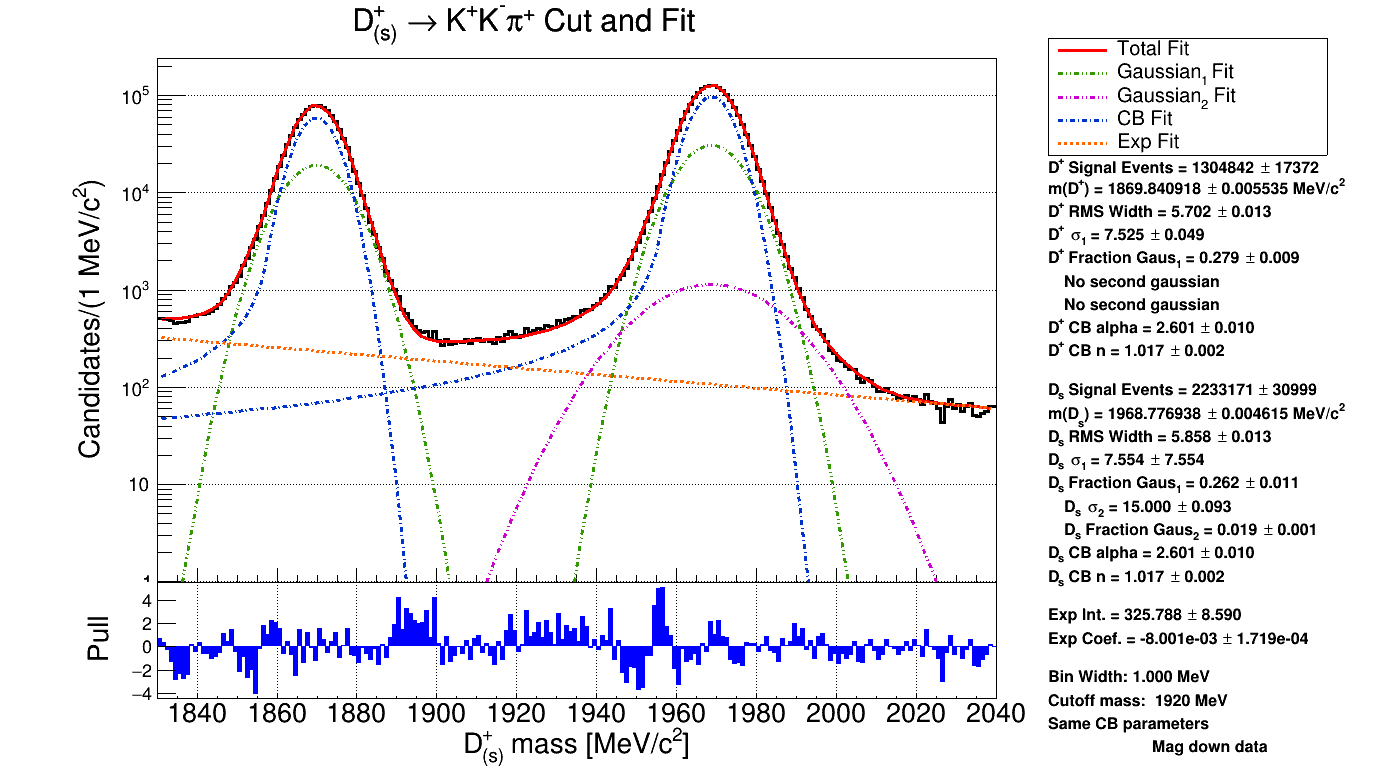 D⁺₍ₛ₎ → K⁺K⁻π⁺ Cut and Fit
Total Fit
Gaussian₁ Fit
Gaussian₂ Fit
CB Fit
Exp Fit
D⁺ Signal Events = 1304842 ± 17372
m(D⁺) = 1869.840918 ± 0.005535 MeV/c²
D⁺ RMS Width = 5.702 ± 0.013
D⁺ σ₁ = 7.525 ± 0.049
D⁺ Fraction Gaus₁ = 0.279 ± 0.009
No second gaussian
No second gaussian
D⁺ CB alpha = 2.601 ± 0.010
D⁺ CB n = 1.017 ± 0.002
Dₛ Signal Events = 2233171 ± 30999
m(Dₛ) = 1968.776938 ± 0.004615 MeV/c²
Dₛ RMS Width = 5.858 ± 0.013
Dₛ σ₁ = 7.554 ± 7.554
Dₛ Fraction Gaus₁ = 0.262 ± 0.011
Dₛ σ₂ = 15.000 ± 0.093
Dₛ Fraction Gaus₂ = 0.019 ± 0.001
Dₛ CB alpha = 2.601 ± 0.010
Dₛ CB n = 1.017 ± 0.002
Exp Int. = 325.788 ± 8.590
Exp Coef. = -8.001e-03 ± 1.719e-04
Bin Width: 1.000 MeV
Cutoff mass: 1920 MeV
Same CB parameters
Mag down data
Candidates/(1 MeV/c²)
10⁵
10⁴
10³
10²
10
1
Pull
4
2
0
−2
−4
1840 1860 1880 1900 1920 1940 1960 1980 2000 2020 2040
D⁺₍ₛ₎ mass [MeV/c²]